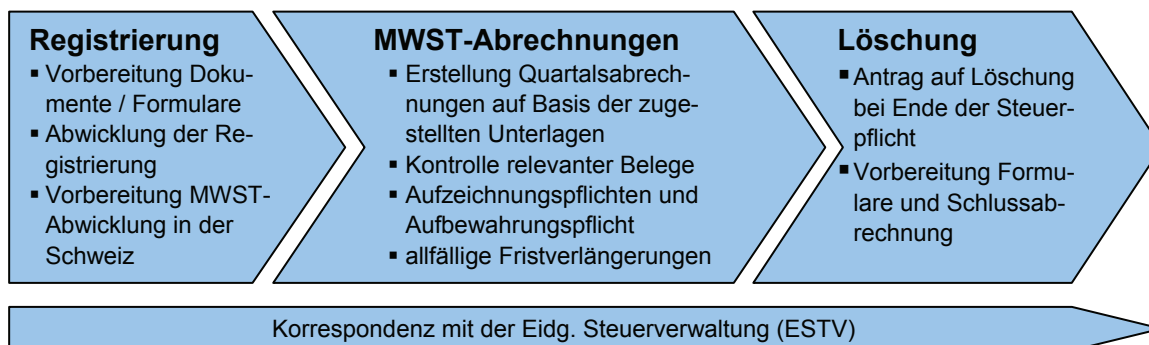 Registrierung
▪ Vorbereitung Doku-
mente / Formulare
▪ Abwicklung der Re-
gistrierung
▪ Vorbereitung MWST-
Abwicklung in der
Schweiz
MWST-Abrechnungen
▪ Erstellung Quartalsabrech-
nungen auf Basis der zuge-
stellten Unterlagen
▪ Kontrolle relevanter Belege
▪ Aufzeichnungspflichten und
Aufbewahrungspflicht
▪ allfällige Fristverlängerungen
Löschung
▪ Antrag auf Löschung
bei Ende der Steuer-
pflicht
▪ Vorbereitung Formu-
lare und Schlussab-
rechnung
Korrespondenz mit der Eidg. Steuerverwaltung (ESTV)